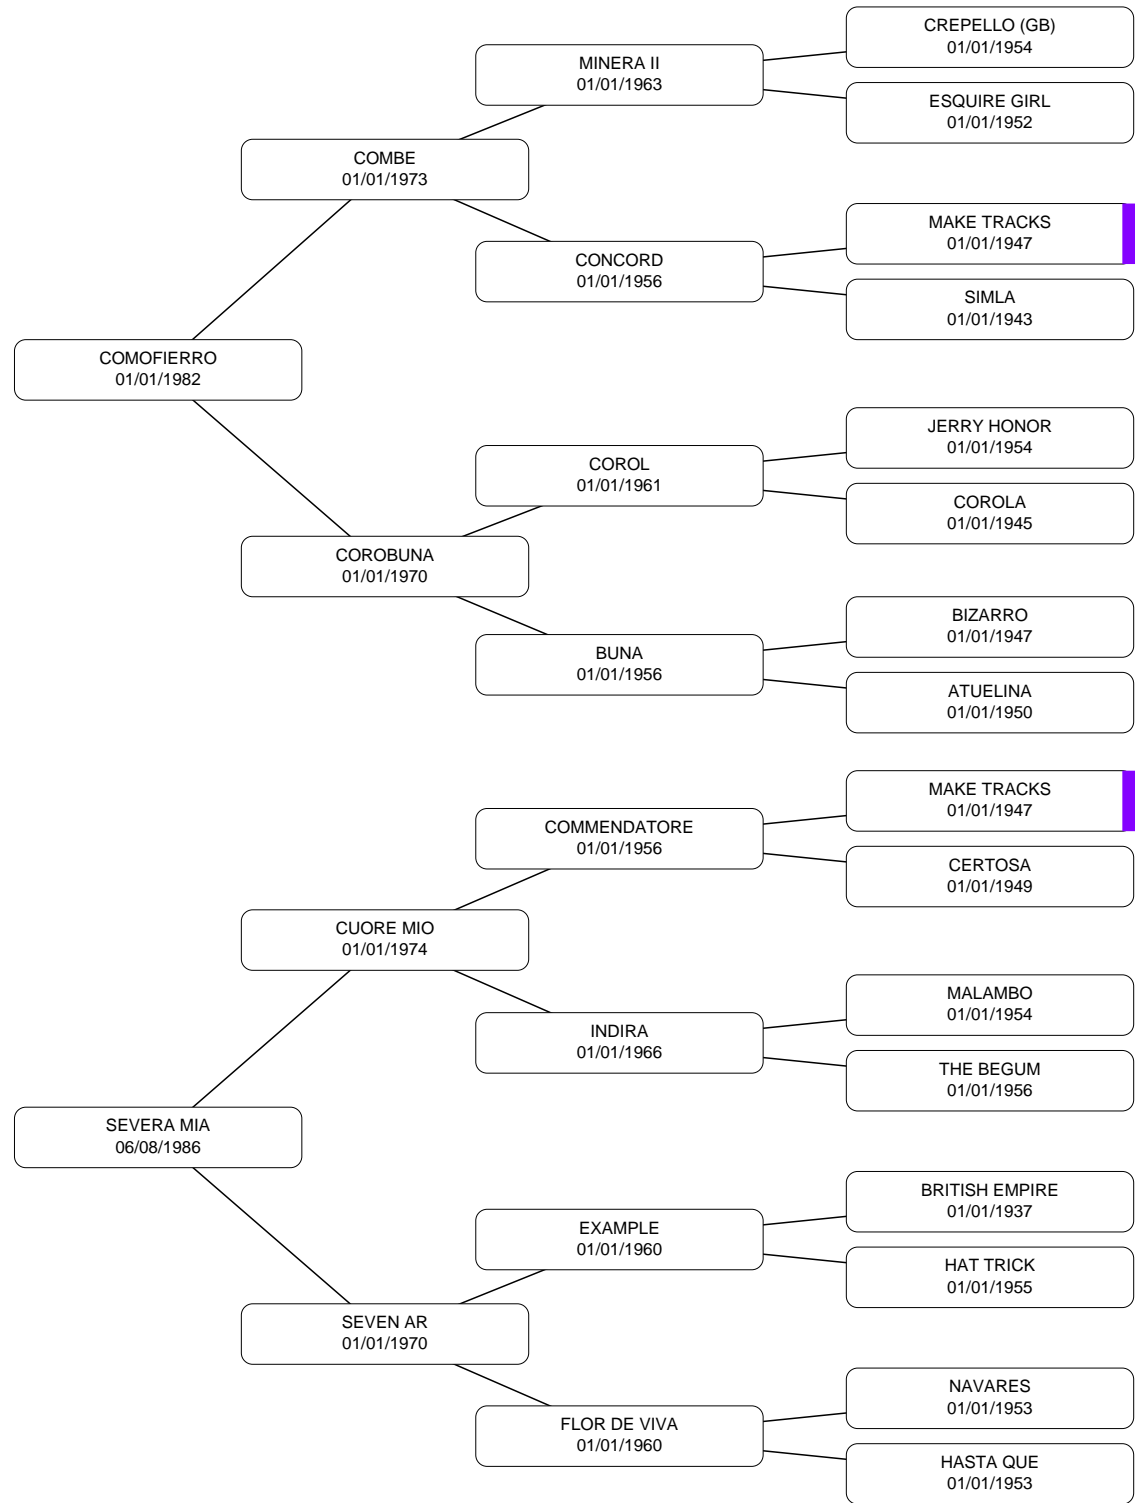 CREPELLO (GB)
01/01/1954
MINERA II
01/01/1963
ESQUIRE GIRL
01/01/1952
COMBE
01/01/1973
MAKE TRACKS
01/01/1947
CONCORD
01/01/1956
SIMLA
01/01/1943
COMOFIERRO
01/01/1982
JERRY HONOR
01/01/1954
COROL
01/01/1961
COROLA
01/01/1945
COROBUNA
01/01/1970
BIZARRO
01/01/1947
BUNA
01/01/1956
ATUELINA
01/01/1950
MAKE TRACKS
01/01/1947
COMMENDATORE
01/01/1956
CERTOSA
01/01/1949
CUORE MIO
01/01/1974
MALAMBO
01/01/1954
INDIRA
01/01/1966
THE BEGUM
01/01/1956
SEVERA MIA
06/08/1986
BRITISH EMPIRE
01/01/1937
EXAMPLE
01/01/1960
HAT TRICK
01/01/1955
SEVEN AR
01/01/1970
NAVARES
01/01/1953
FLOR DE VIVA
01/01/1960
HASTA QUE
01/01/1953